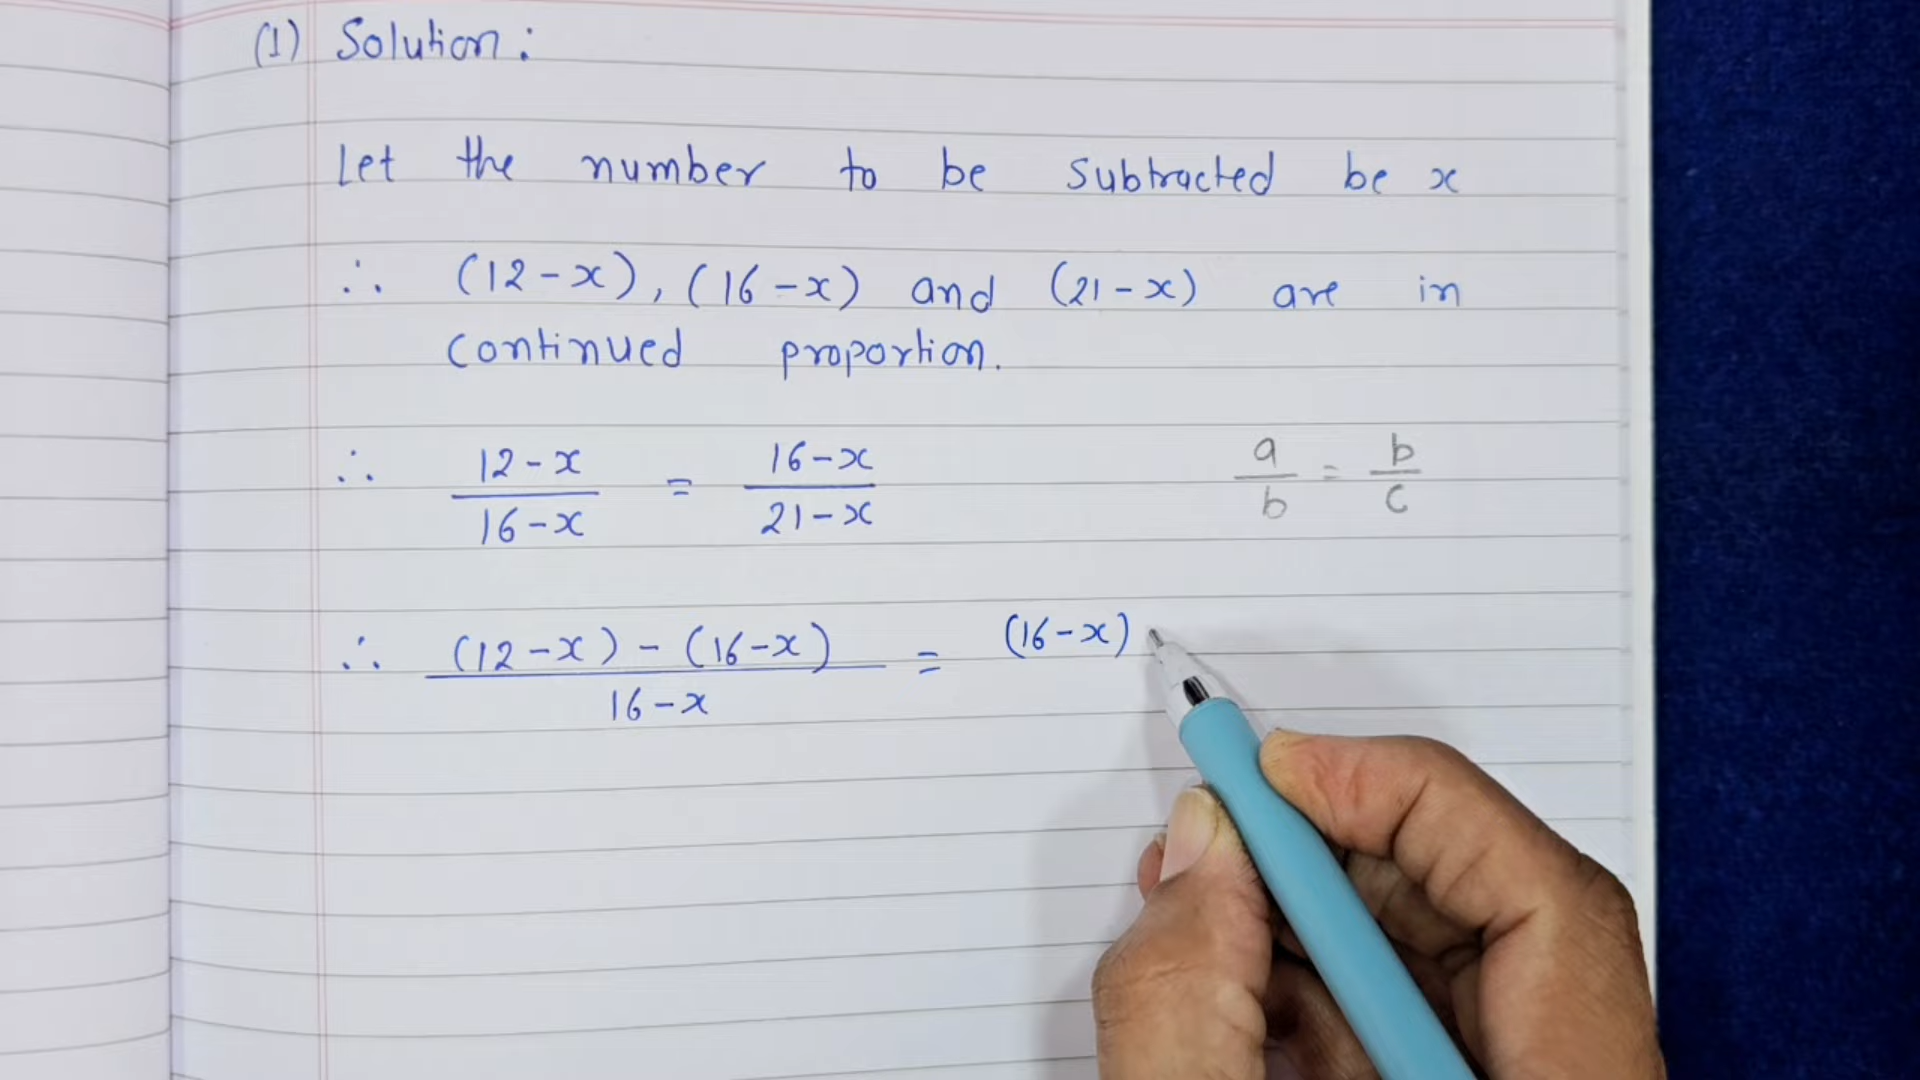 (1) Solution:
Let the number to be subtracted be x
∴ (12-x), (16-x) and (21-x) are in
continued proportion.
∴ 12-x / 16-x = 16-x / 21-x   a / b = b / c
∴ (12-x)-(16-x) / 16-x = (16-x)